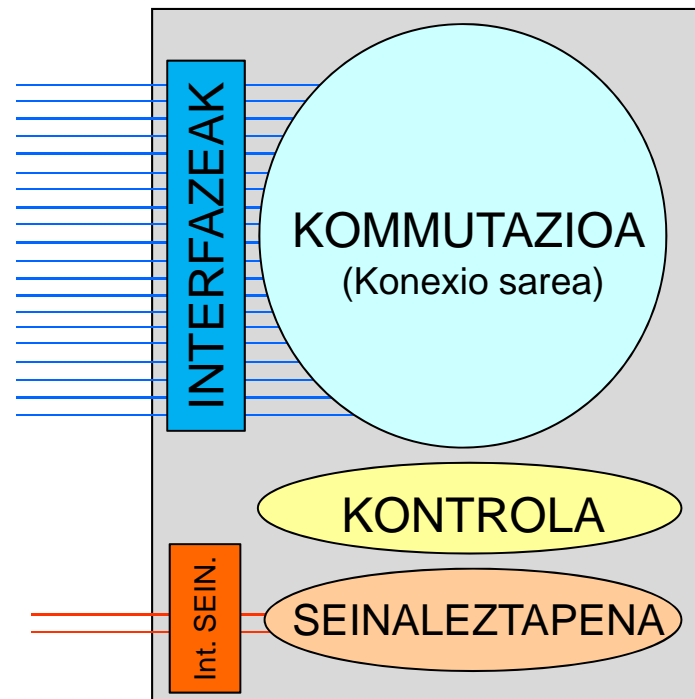 INTERFAZEAK
KOMMUTAZIOA
(Konexio sarea)
KONTROLA
Int. SEIN.
SEINALEZTAPENA